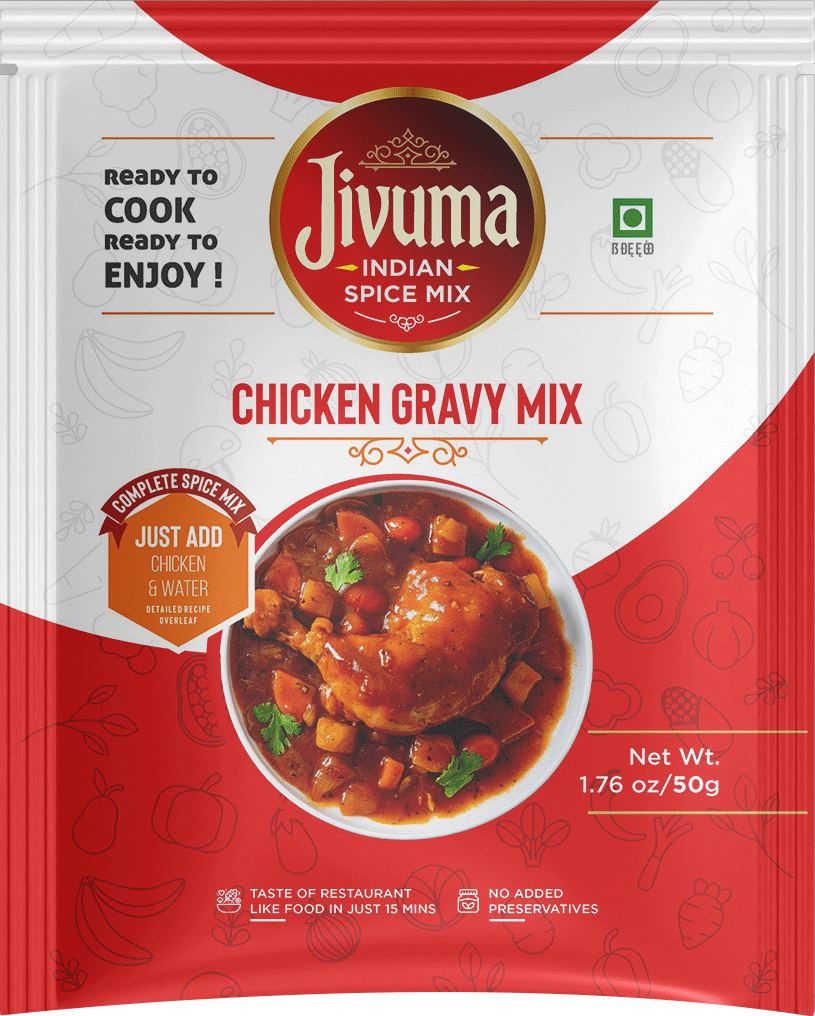 Ready to
COOK
Ready to
ENJOY !
Jivuma
INDIAN
SPICE MIX
CHICKEN GRAVY MIX
COMPLETE SPICE MIX
JUST ADD
CHICKEN
& WATER
DETAILED RECIPE
OVERLEAF
Net Wt.
1.76 oz/50g
TASTE OF RESTAURANT
LIKE FOOD IN JUST 15 MINS
NO ADDED
PRESERVATIVES